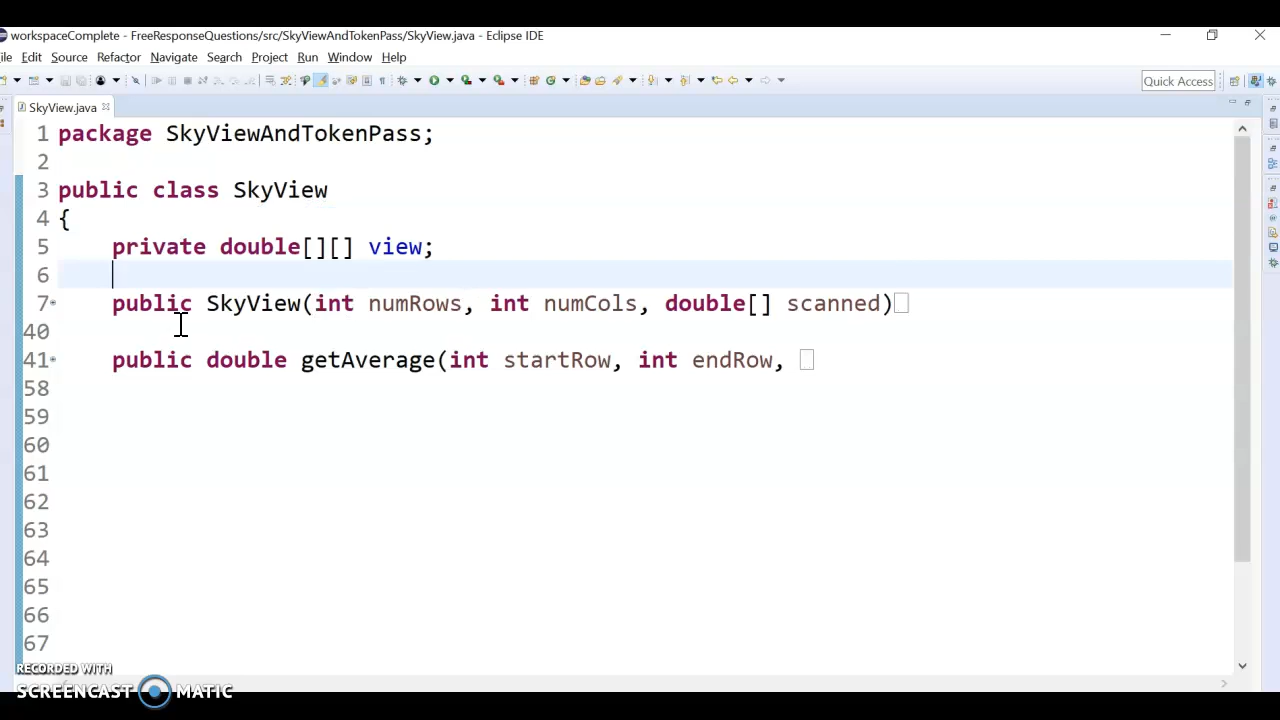 workspaceComplete - FreeResponseQuestions/src/SkyViewAndTokenPass/SkyView.java - Eclipse IDE
ile Edit Source Refactor Navigate Search Project Run Window Help
Quick Access
SkyView.java
1 package SkyViewAndTokenPass;
2
3 public class SkyView
4 {
5 private double[][] view;
6
7 public SkyView(int numRows, int numCols, double[] scanned)
40
41 public double getAverage(int startRow, int endRow,
58
59
60
61
62
63
64
65
66
67
RECORDED WITH
SCREENCAST MATIC